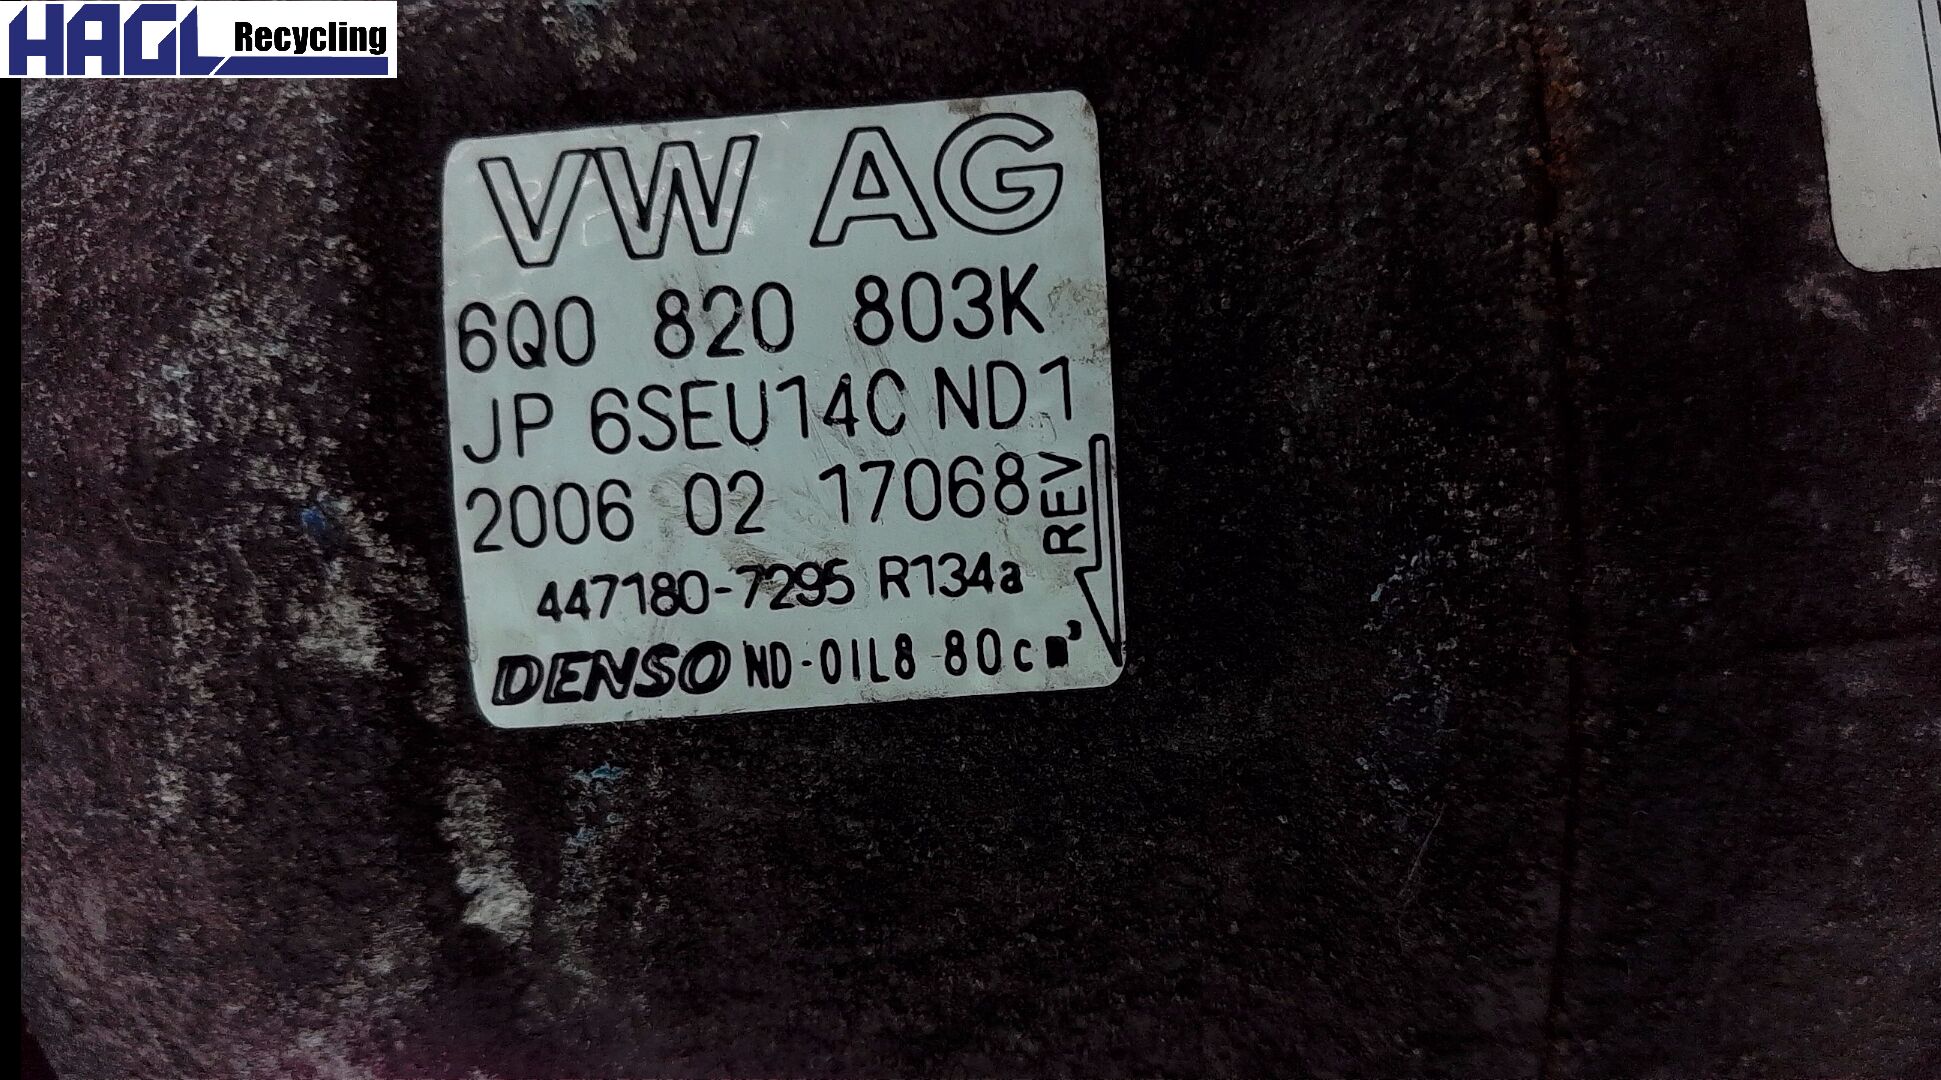 HAGL Recycling
VW AG
6Q0 820 803K
JP 6SEU14C ND1
2006 02 17068
REV
447180-7295 R134a
DENSO ND-OIL8 80cm³